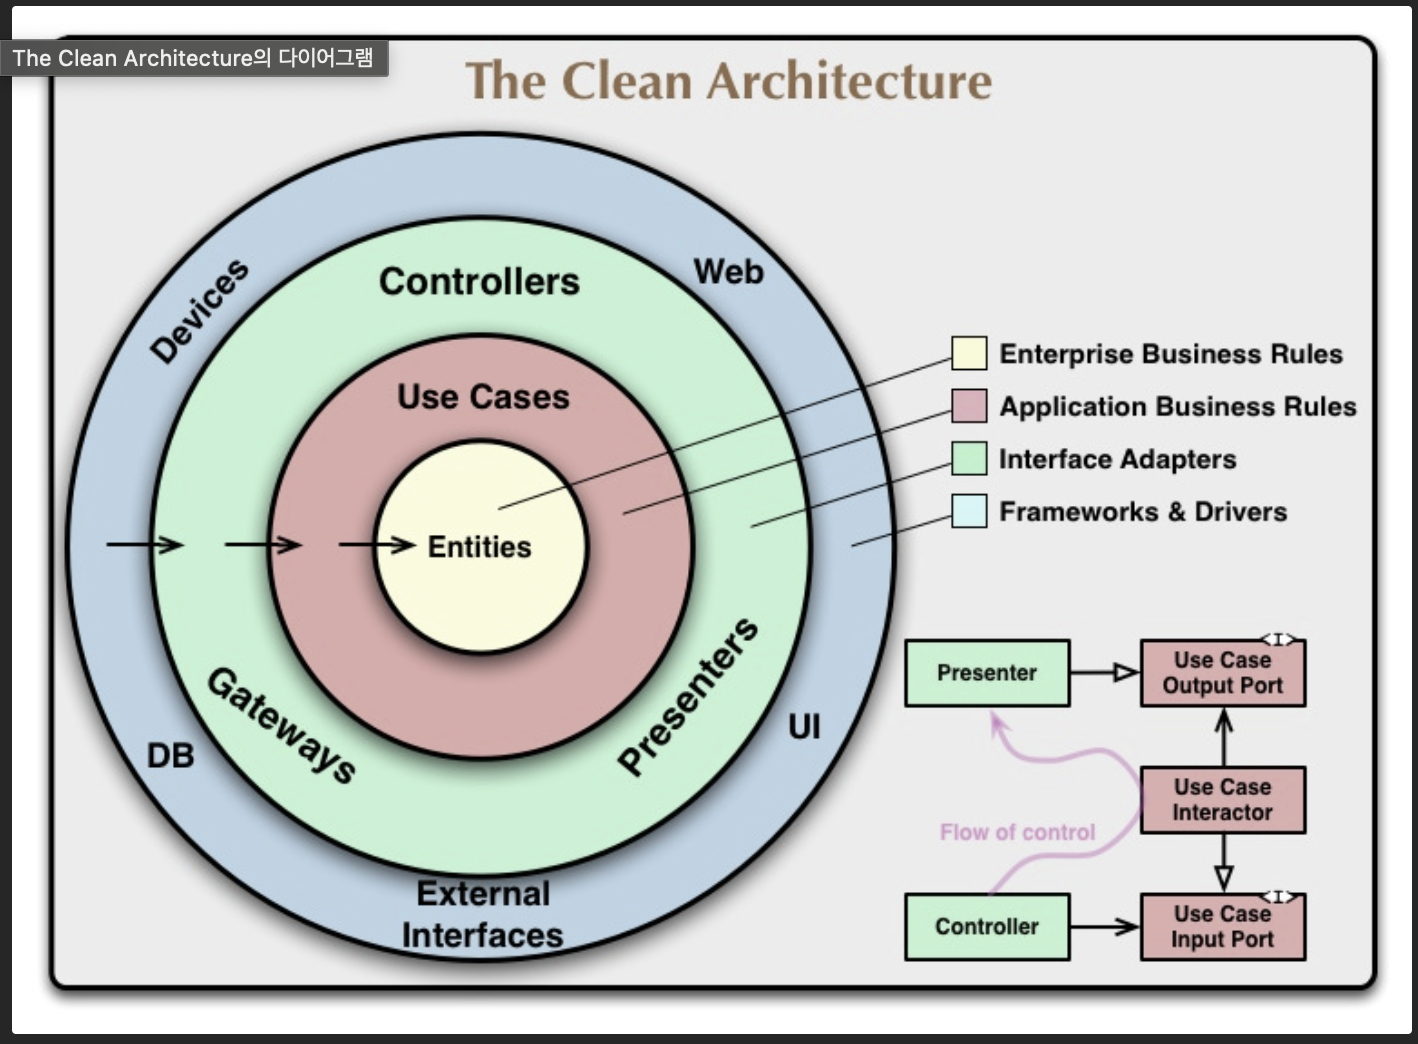 The Clean Architecture의 다이어그램
The Clean Architecture
Devices
Web
Controllers
Use Cases
Entities
Gateways
Presenters
DB
UI
External
Interfaces
Enterprise Business Rules
Application Business Rules
Interface Adapters
Frameworks & Drivers
Presenter
<I>
Use Case
Output Port
Use Case
Interactor
Flow of control
Controller
<I>
Use Case
Input Port